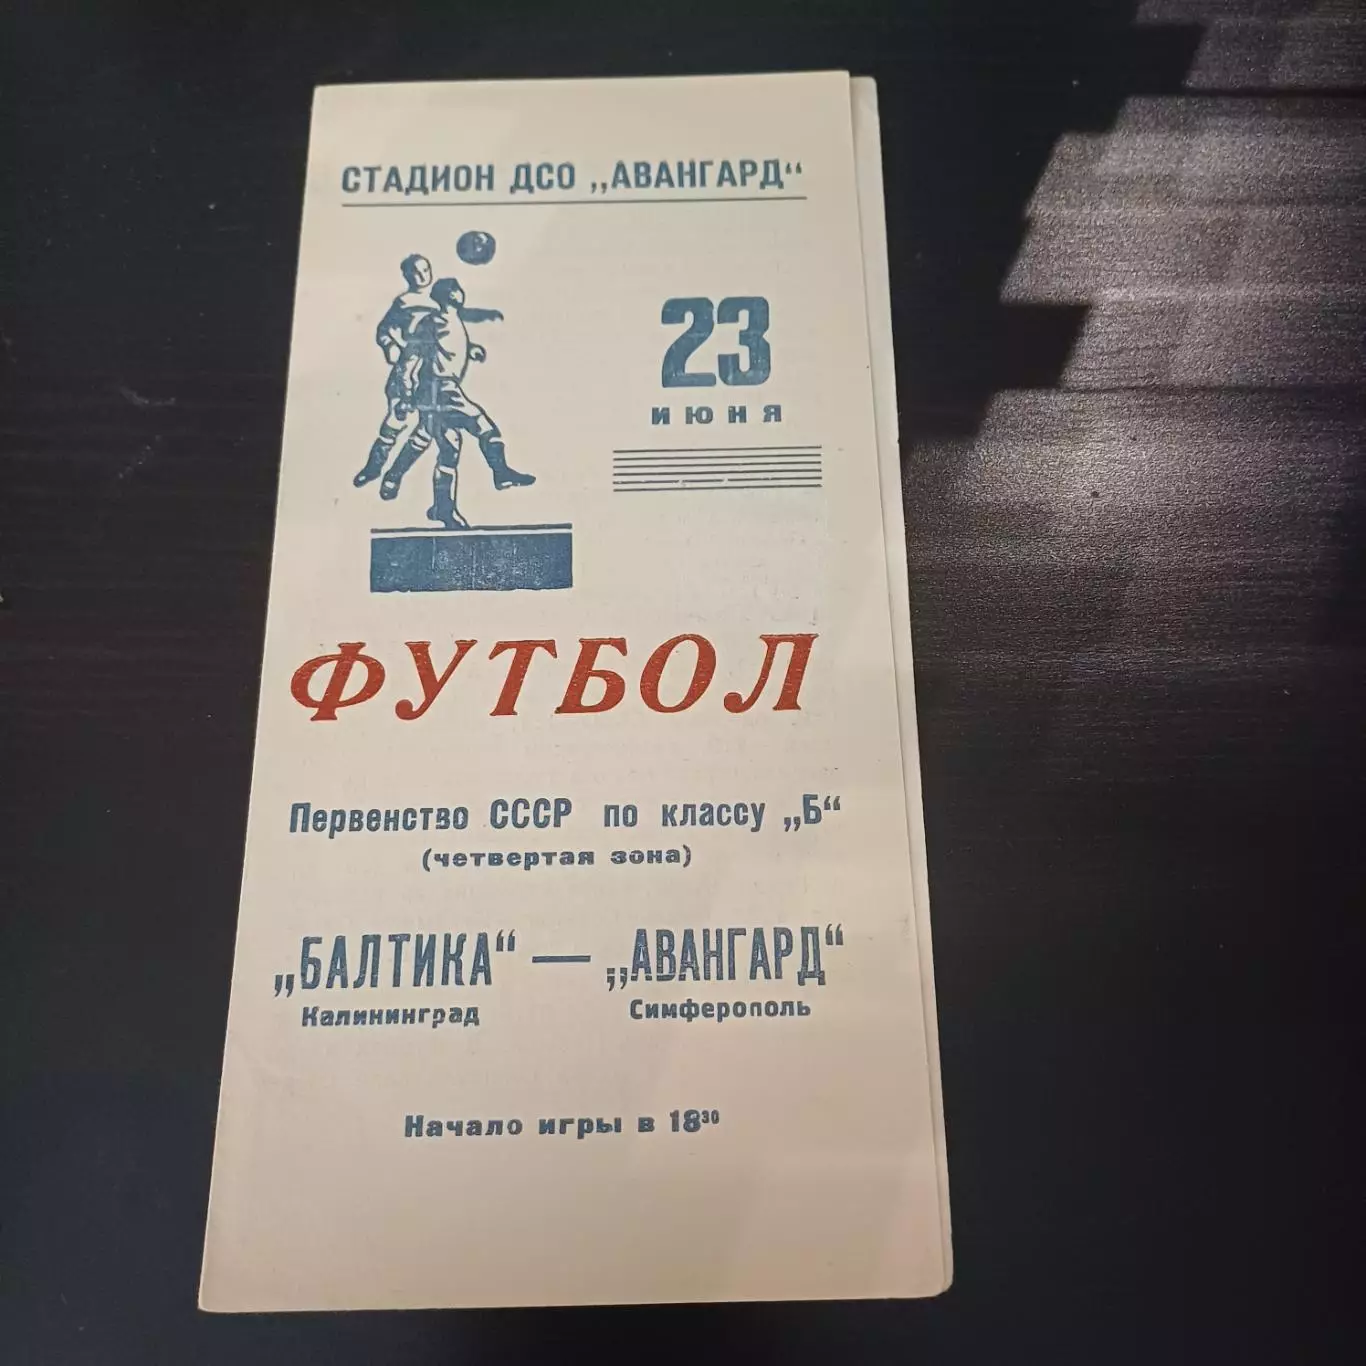 СТАДИОН ДСО „АВАНГАРД“
23
ИЮНЯ
ФУТБОЛ
Первенство СССР по классу „Б“
(четвертая зона)
„БАЛТИКА“ — „АВАНГАРД“
Калининград Симферополь
Начало игры в 18³⁰